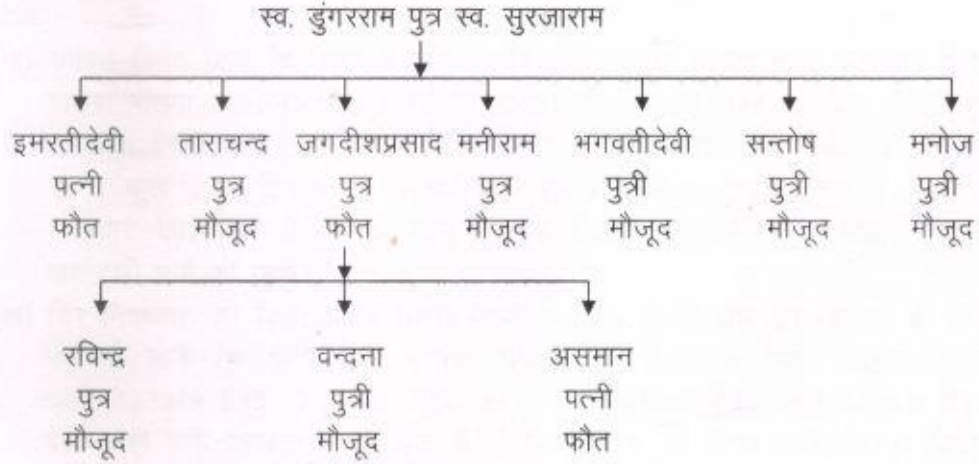 स्व. डुंगरराम पुत्र स्व. सुरजाराम
इमरतीदेवी ताराचन्द जगदीशप्रसाद मनीराम भगवतीदेवी सन्तोष मनोज
पत्नी पुत्र पुत्र पुत्र पुत्री पुत्री पुत्री
फौत मौजूद फौत मौजूद मौजूद मौजूद मौजूद
रविन्द्र वन्दना असमान
पुत्र पुत्री पत्नी
मौजूद मौजूद फौत